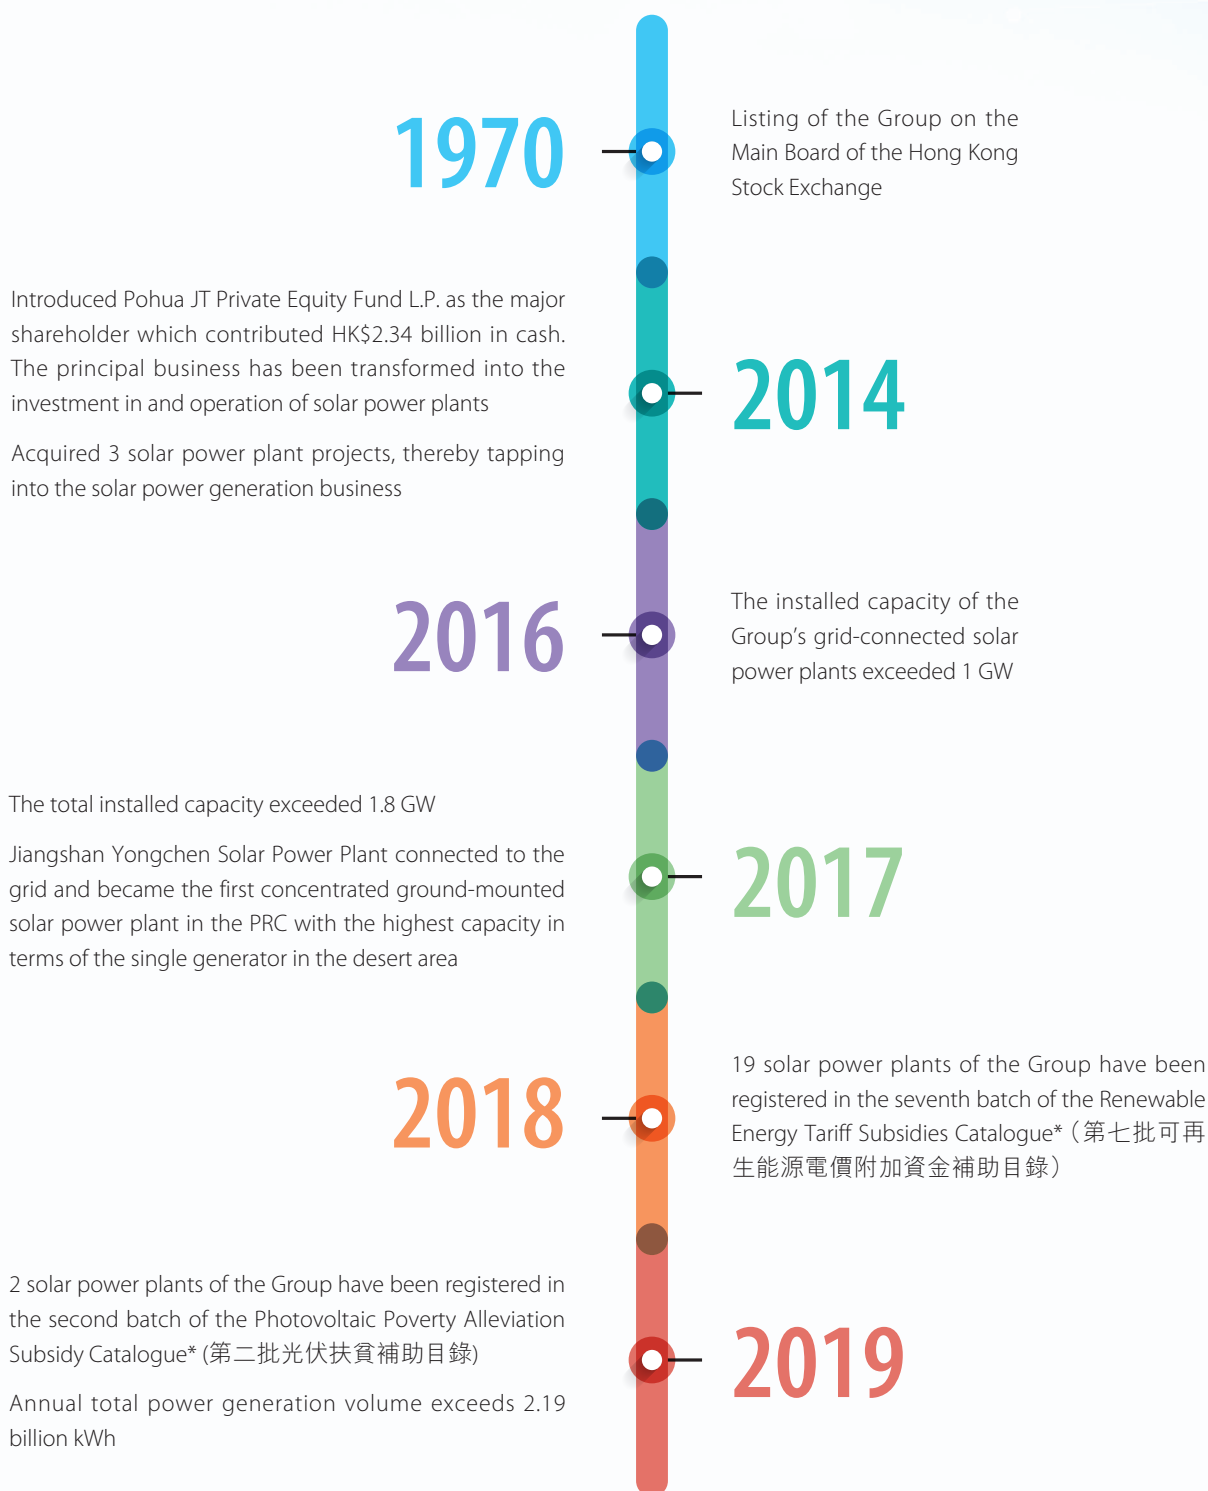 1970
Listing of the Group on the
Main Board of the Hong Kong
Stock Exchange
Introduced Pohua JT Private Equity Fund L.P. as the major
shareholder which contributed HK$2.34 billion in cash.
The principal business has been transformed into the
investment in and operation of solar power plants
Acquired 3 solar power plant projects, thereby tapping
into the solar power generation business
2014
2016
The installed capacity of the
Group’s grid-connected solar
power plants exceeded 1 GW
The total installed capacity exceeded 1.8 GW
Jiangshan Yongchen Solar Power Plant connected to the
grid and became the first concentrated ground-mounted
solar power plant in the PRC with the highest capacity in
terms of the single generator in the desert area
2017
2018
19 solar power plants of the Group have been
registered in the seventh batch of the Renewable
Energy Tariff Subsidies Catalogue*（第七批可再
生能源電價附加資金補助目錄）
2 solar power plants of the Group have been registered in
the second batch of the Photovoltaic Poverty Alleviation
Subsidy Catalogue* (第二批光伏扶貧補助目錄)
Annual total power generation volume exceeds 2.19
billion kWh
2019